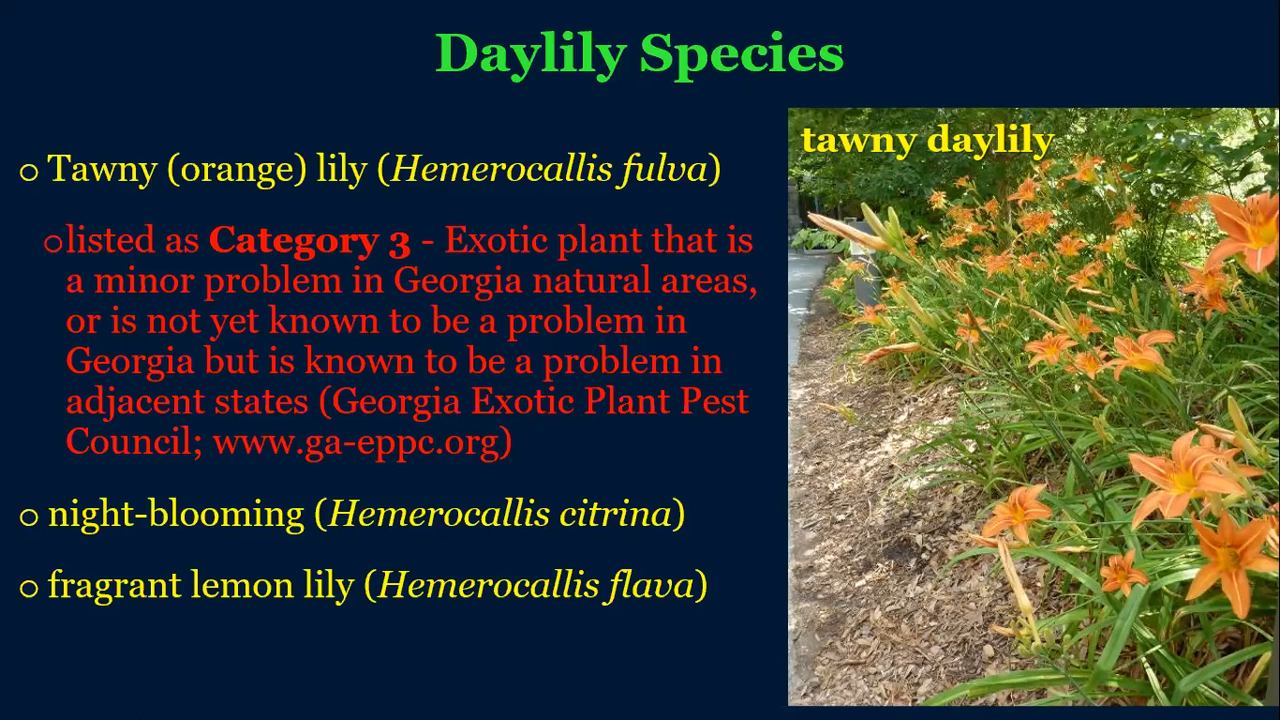 Daylily Species
tawny daylily
o Tawny (orange) lily (Hemerocallis fulva)
o listed as Category 3 - Exotic plant that is
a minor problem in Georgia natural areas,
or is not yet known to be a problem in
Georgia but is known to be a problem in
adjacent states (Georgia Exotic Plant Pest
Council; www.ga-eppc.org)
o night-blooming (Hemerocallis citrina)
o fragrant lemon lily (Hemerocallis flava)